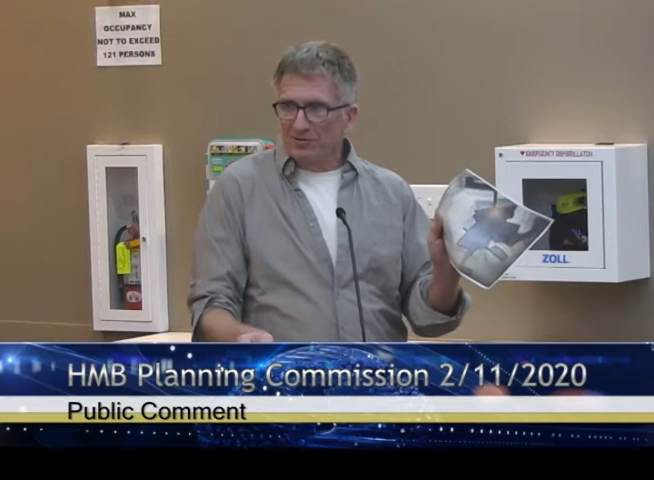 MAX
OCCUPANCY
NOT TO EXCEED
121 PERSONS
EMERGENCY DEFIBRILLATOR
ZOLL
HMB Planning Commission 2/11/2020
Public Comment